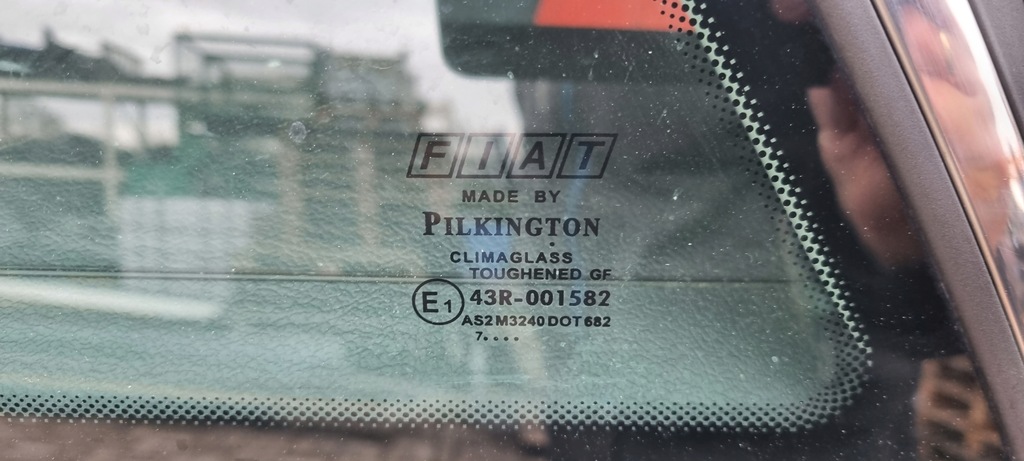 FIAT
MADE BY
PILKINGTON
CLIMAGLASS
TOUGHENED GF
E1 43R-001582
AS2 M3240 DOT 682
7....